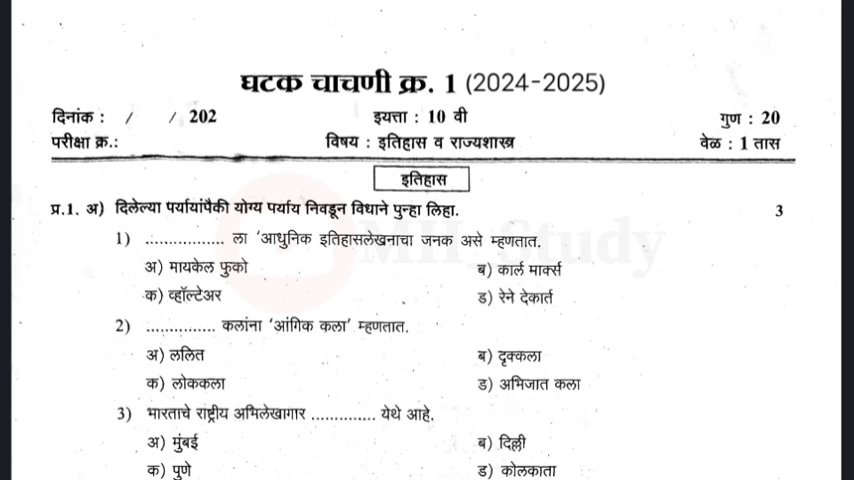 घटक चाचणी क्र. 1 (2024-2025)
दिनांक : / / 202 इयत्ता : 10 वी गुण : 20
परीक्षा क्र.: विषय : इतिहास व राज्यशास्त्र वेळ : 1 तास
इतिहास
प्र.1. अ) दिलेल्या पर्यायांपैकी योग्य पर्याय निवडून विधाने पुन्हा लिहा. 3
1) ................ ला 'आधुनिक इतिहासलेखनाचा जनक असे म्हणतात.
अ) मायकेल फुको ब) कार्ल मार्क्स
क) व्हॉल्टेअर ड) रेने देकार्त
2) .............. कलांना 'आंगिक कला' म्हणतात.
अ) ललित ब) दृक्कला
क) लोककला ड) अभिजात कला
3) भारताचे राष्ट्रीय अभिलेखागार ............. येथे आहे.
अ) मुंबई ब) दिल्ली
क) पुणे ड) कोलकाता
MH Study